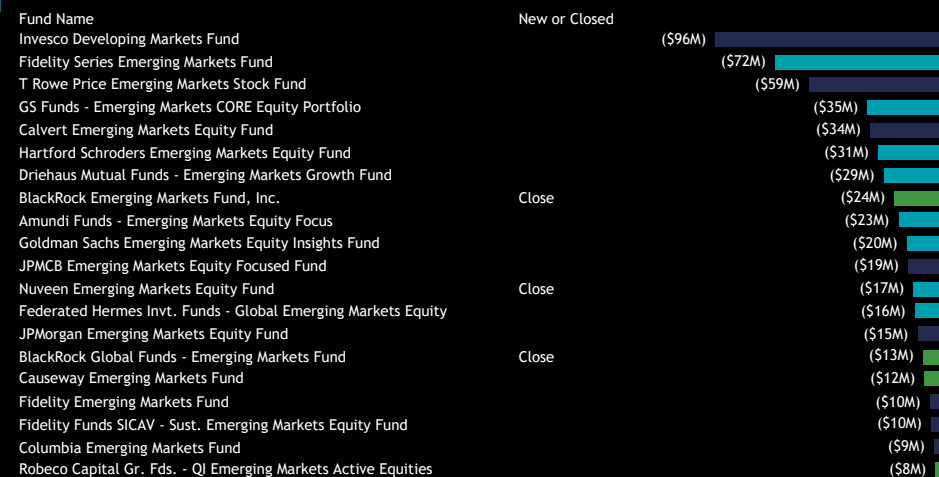 Fund Name New or Closed
Invesco Developing Markets Fund ($96M)
Fidelity Series Emerging Markets Fund ($72M)
T Rowe Price Emerging Markets Stock Fund ($59M)
GS Funds - Emerging Markets CORE Equity Portfolio ($35M)
Calvert Emerging Markets Equity Fund ($34M)
Hartford Schroders Emerging Markets Equity Fund ($31M)
Driehaus Mutual Funds - Emerging Markets Growth Fund ($29M)
BlackRock Emerging Markets Fund, Inc. Close ($24M)
Amundi Funds - Emerging Markets Equity Focus ($23M)
Goldman Sachs Emerging Markets Equity Insights Fund ($20M)
JPMCB Emerging Markets Equity Focused Fund ($19M)
Nuveen Emerging Markets Equity Fund Close ($17M)
Federated Hermes Invt. Funds - Global Emerging Markets Equity ($16M)
JPMorgan Emerging Markets Equity Fund ($15M)
BlackRock Global Funds - Emerging Markets Fund Close ($13M)
Causeway Emerging Markets Fund ($12M)
Fidelity Emerging Markets Fund ($10M)
Fidelity Funds SICAV - Sust. Emerging Markets Equity Fund ($10M)
Columbia Emerging Markets Fund ($9M)
Robeco Capital Gr. Fds. - QI Emerging Markets Active Equities ($8M)